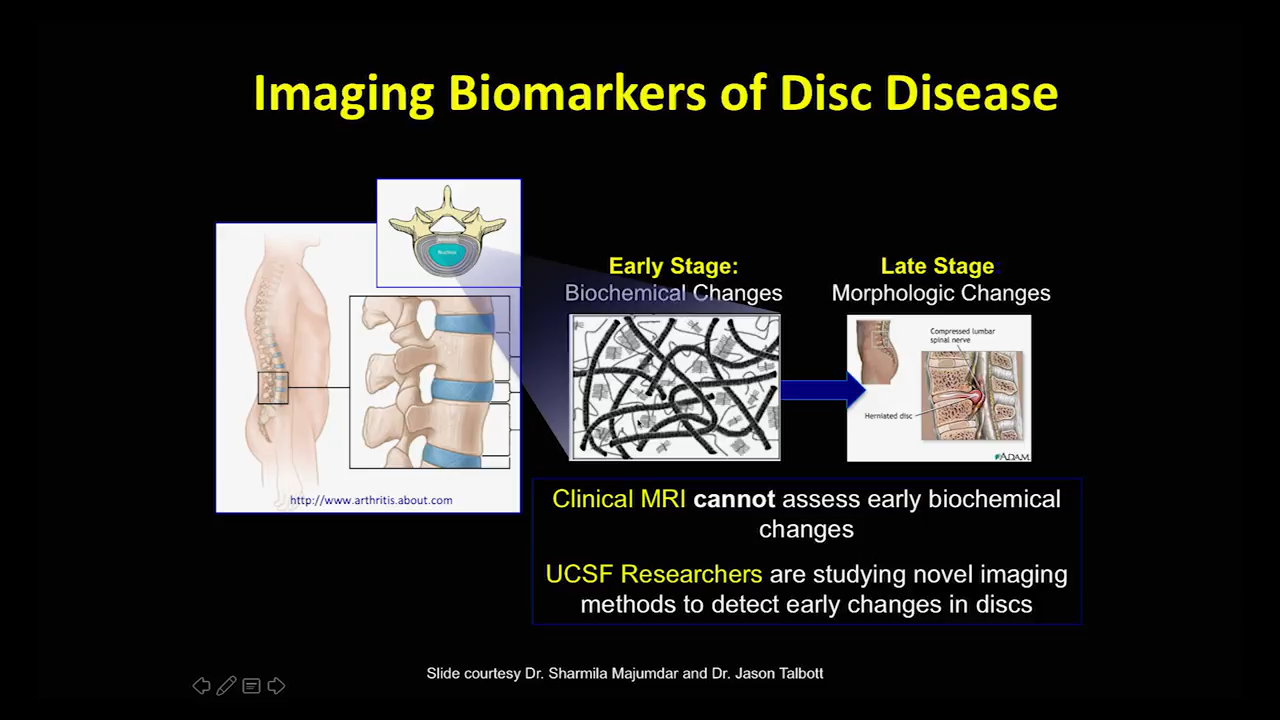 Imaging Biomarkers of Disc Disease
Nucleus
http://www.arthritis.about.com
Early Stage:
Biochemical Changes
Late Stage:
Morphologic Changes
Compressed lumbar
spinal nerve
Herniated disc
ADAM
Clinical MRI cannot assess early biochemical
changes
UCSF Researchers are studying novel imaging
methods to detect early changes in discs
Slide courtesy Dr. Sharmila Majumdar and Dr. Jason Talbott